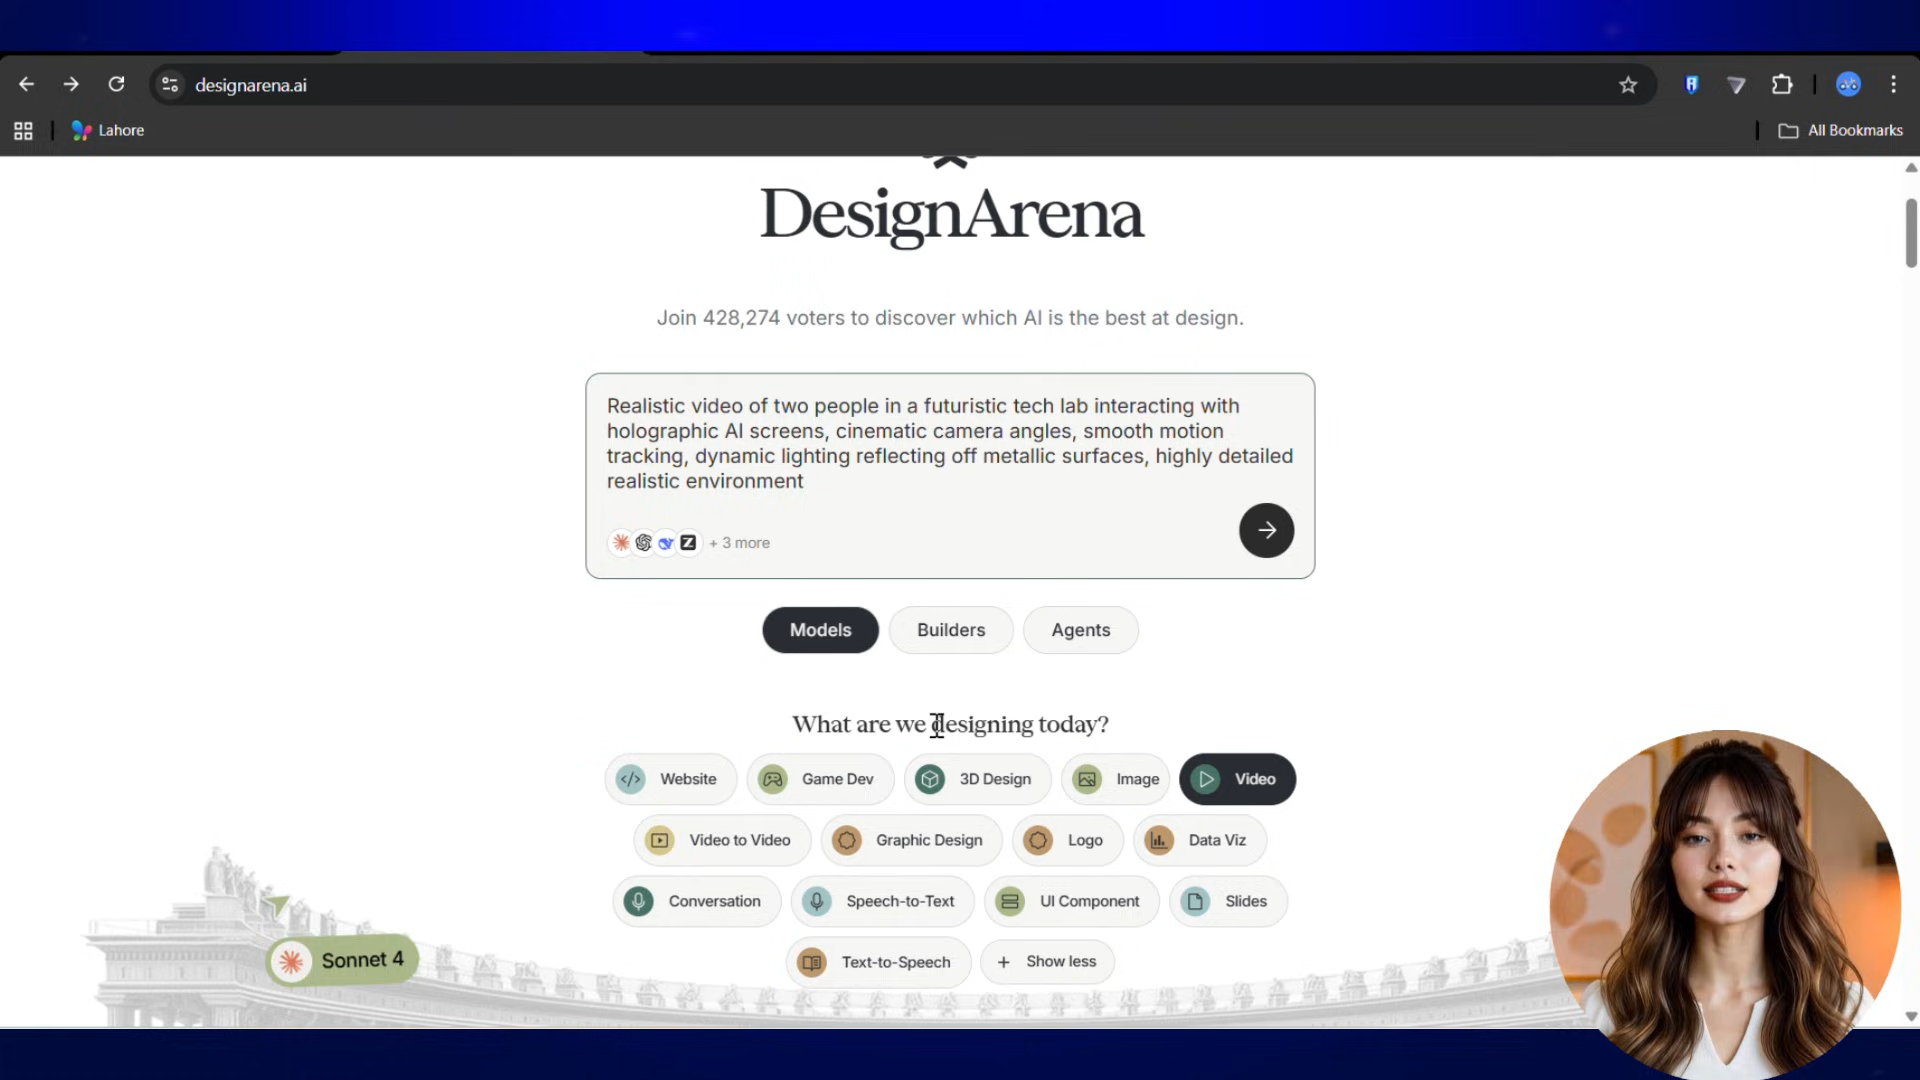 designarena.ai
Lahore
All Bookmarks
DesignArena
Join 428,274 voters to discover which AI is the best at design.
Realistic video of two people in a futuristic tech lab interacting with
holographic AI screens, cinematic camera angles, smooth motion
tracking, dynamic lighting reflecting off metallic surfaces, highly detailed
realistic environment
+ 3 more
Models
Builders
Agents
What are we designing today?
Website
Game Dev
3D Design
Image
Video
Video to Video
Graphic Design
Logo
Data Viz
Conversation
Speech-to-Text
UI Component
Slides
Sonnet 4
Text-to-Speech
+ Show less